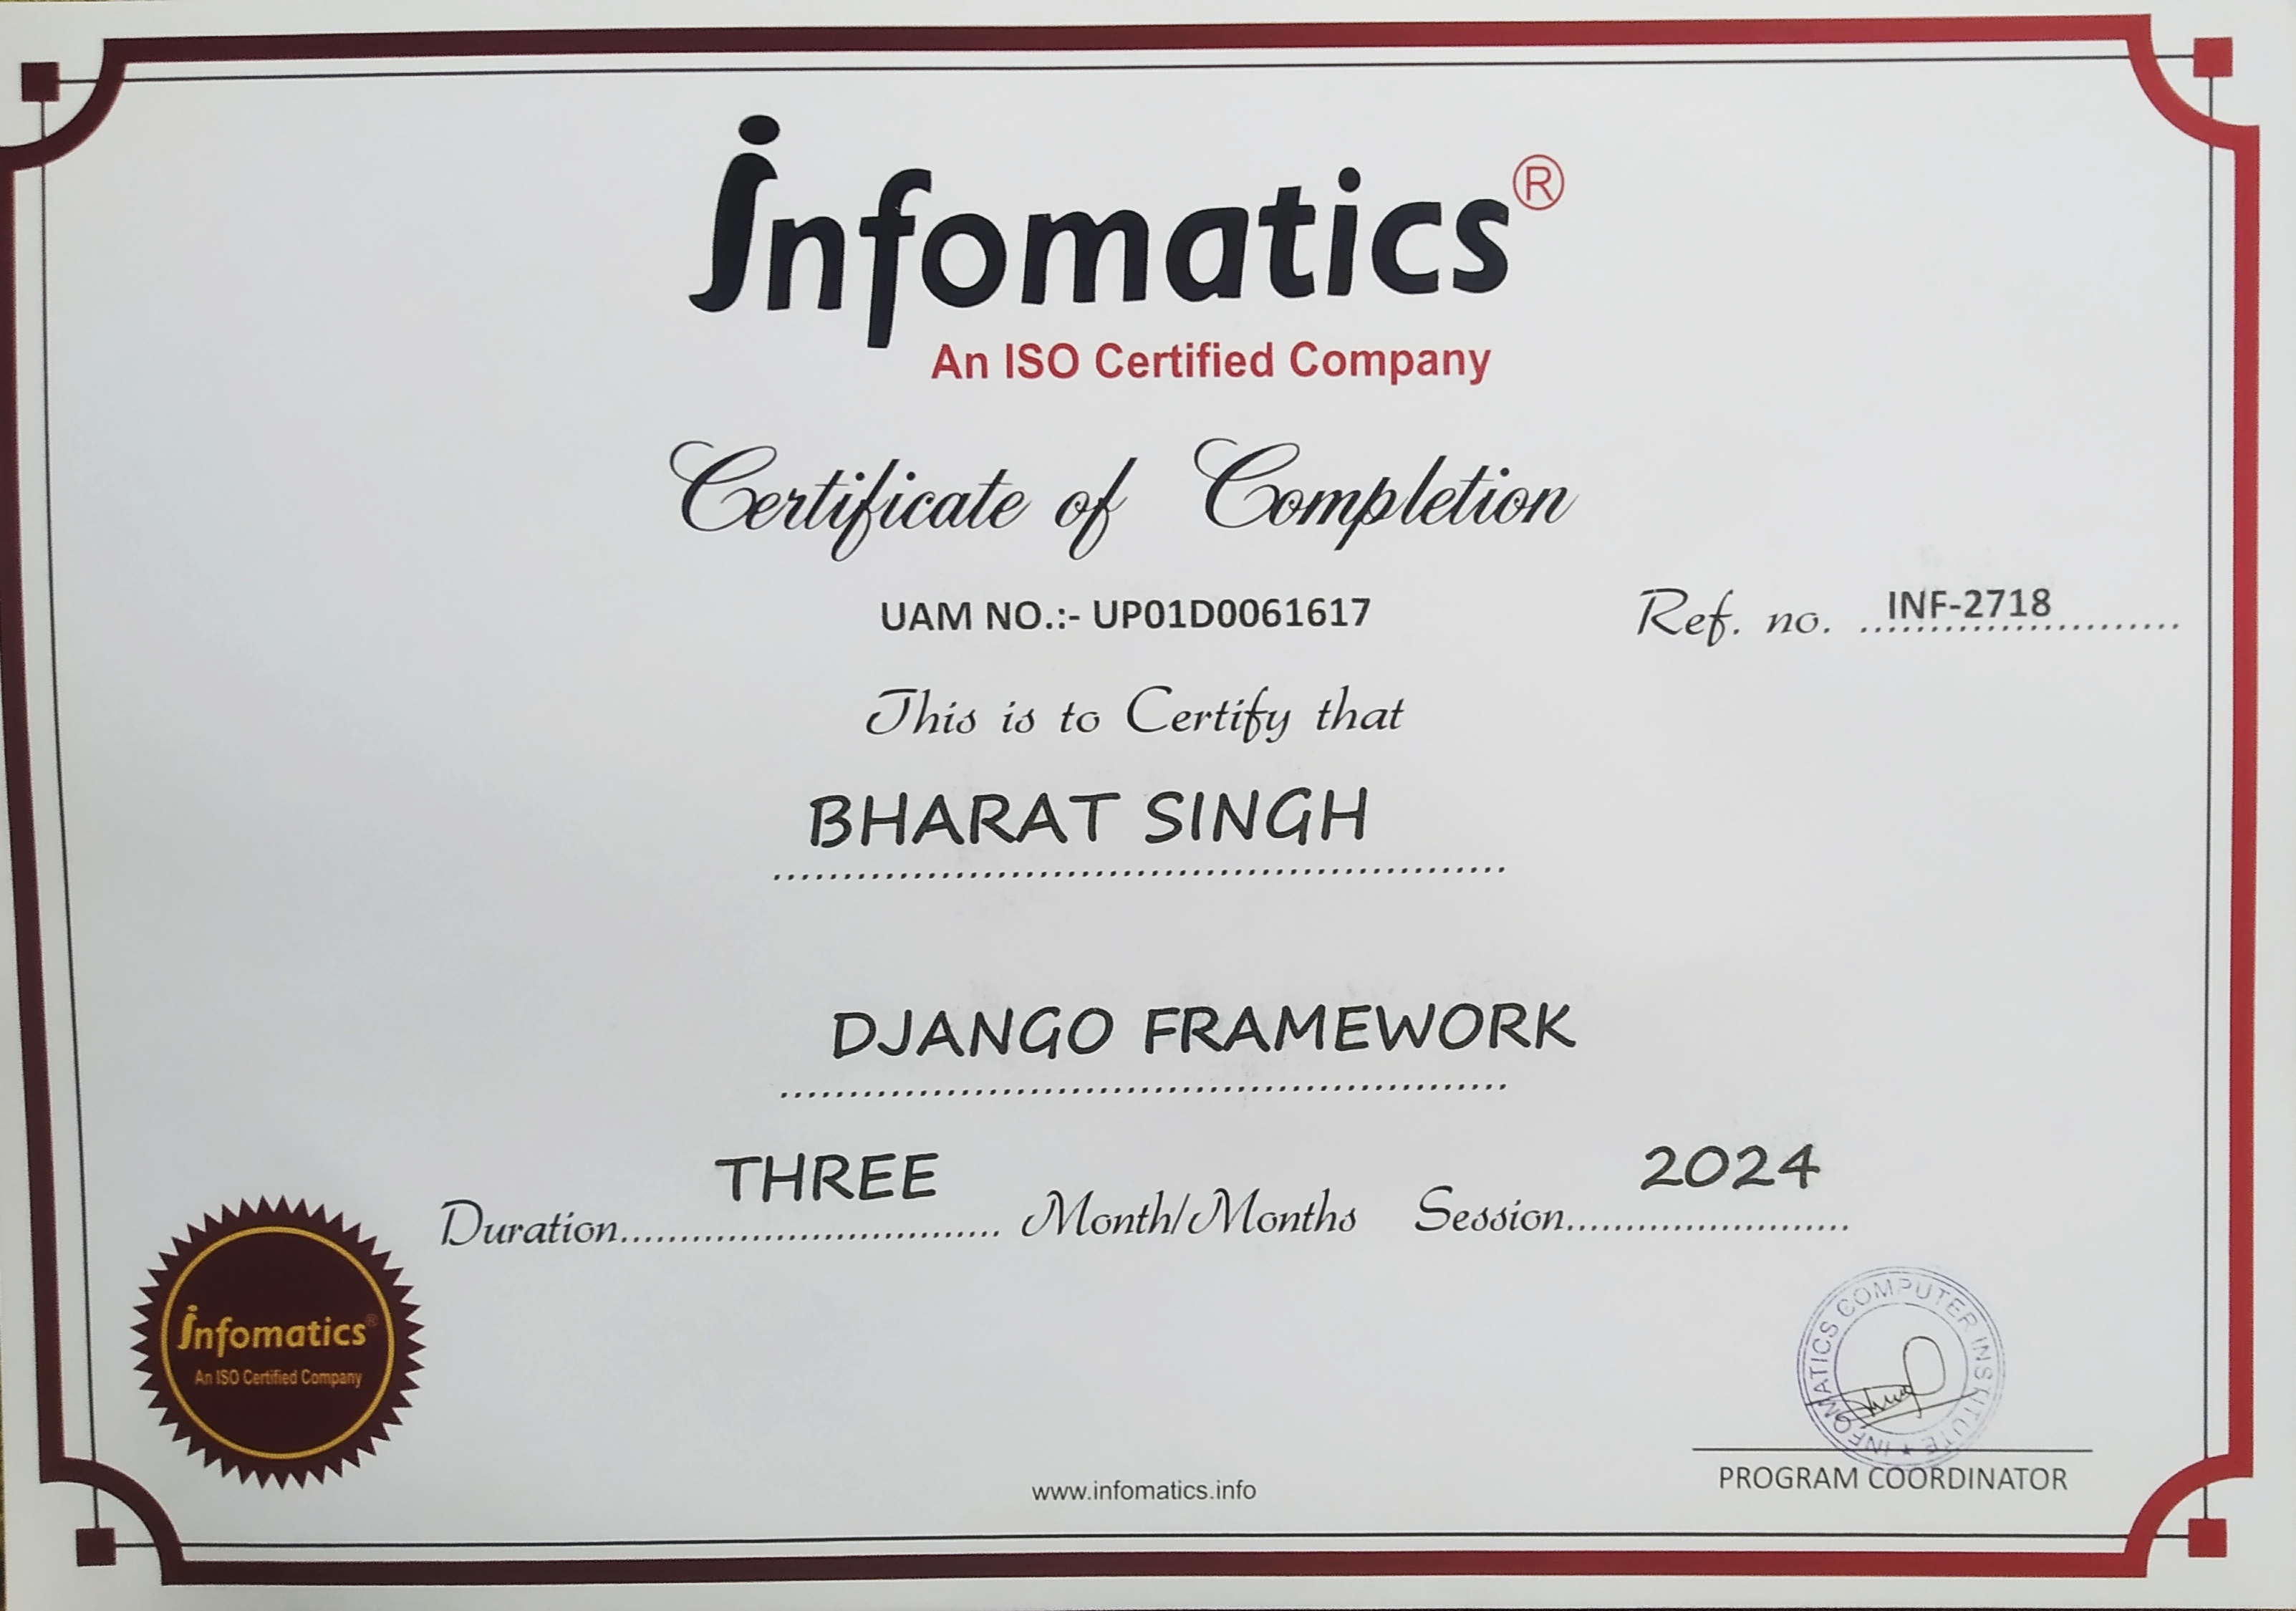 infomatics®
An ISO Certified Company
Certificate of Completion
UAM NO.:- UP01D0061617
Ref. no. INF-2718
This is to Certify that
BHARAT SINGH
DJANGO FRAMEWORK
Duration THREE Month/Months Session 2024
infomatics®
An ISO Certified Company
INFOMATICS COMPUTER INSKITUTE ★
PROGRAM COORDINATOR
www.infomatics.info